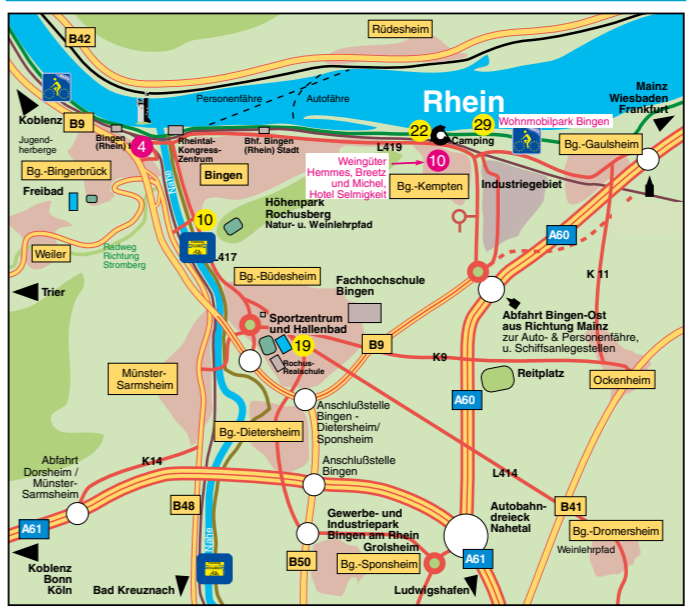 B42
Rüdesheim
Personenfähre
Autofähre
Rhein
Mainz
Wiesbaden
Frankfurt
Koblenz
B9
Jugend-
herberge
Bingen
(Rhein)
4
Rheintal-
Kongress-
Zentrum
Bhf. Bingen
(Rhein) Stadt
L419
22
Camping
29
Wohnmobilpark Bingen
Bg.-Gaulsheim
Bg.-Bingerbrück
Freibad
Nahe
Bingen
Weingüter
Hemmes, Breetz
und Michel,
Hotel Selmigkeit
10
Bg.-Kempten
Industriegebiet
10
Höhenpark
Rochusberg
Natur- u. Weinlehrpfad
Weiler
Radweg
Richtung
Stromberg
L417
A60
K 11
Trier
Bg.-Büdesheim
Fachhochschule
Bingen
Abfahrt Bingen-Ost
aus Richtung Mainz
zur Auto- & Personenfähre,
u. Schiffsanlegestellen
Sportzentrum
und Hallenbad
19
Rochus-
Realschule
B9
K9
Münster-
Sarmsheim
Reitplatz
Ockenheim
A60
Anschlußstelle
Bingen -
Dietersheim/
Sponsheim
Bg.-Dietersheim
Abfahrt
Dorsheim /
Münster-
Sarmsheim
K14
Anschlußstelle
Bingen
L414
B48
Gewerbe- und
Industriepark
Bingen am Rhein
Grolsheim
Autobahn-
dreieck
Nahetal
B41
A61
Nahe
Bg.-Dromersheim
Weinlehrpfad
Koblenz
Bonn
Köln
Bad Kreuznach
B50
Bg.-Sponsheim
A61
Ludwigshafen